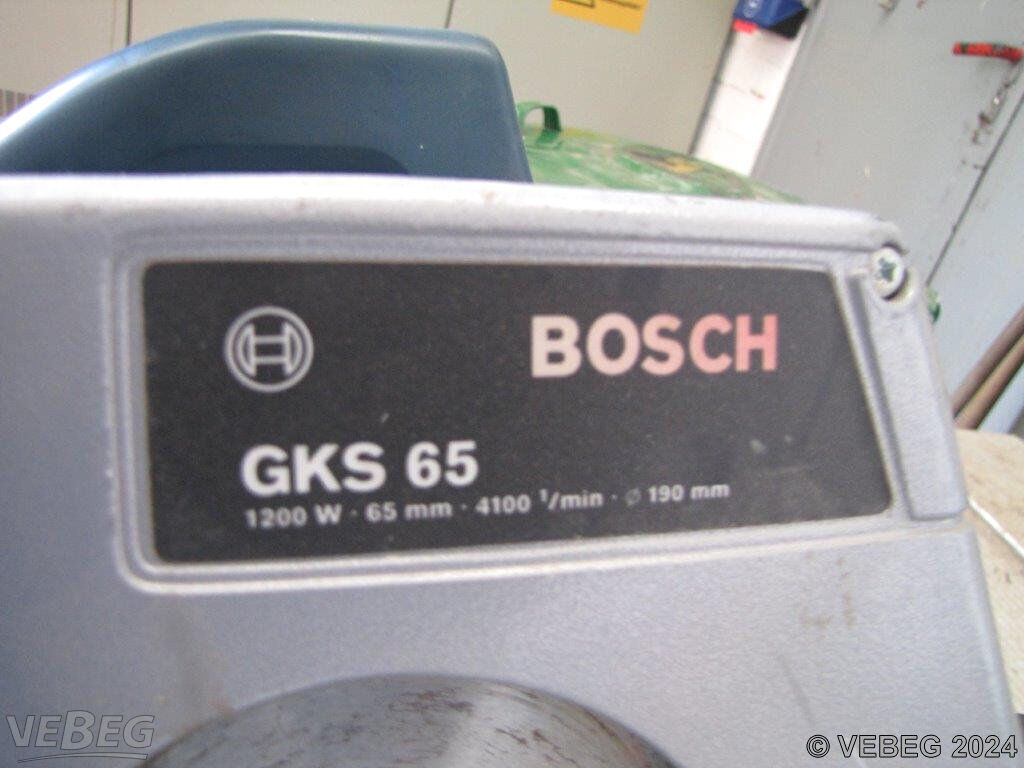 BOSCH
GKS 65
1200 W · 65 mm · 4100 ¹/min · ⌀ 190 mm
VEBEG
© VEBEG 2024